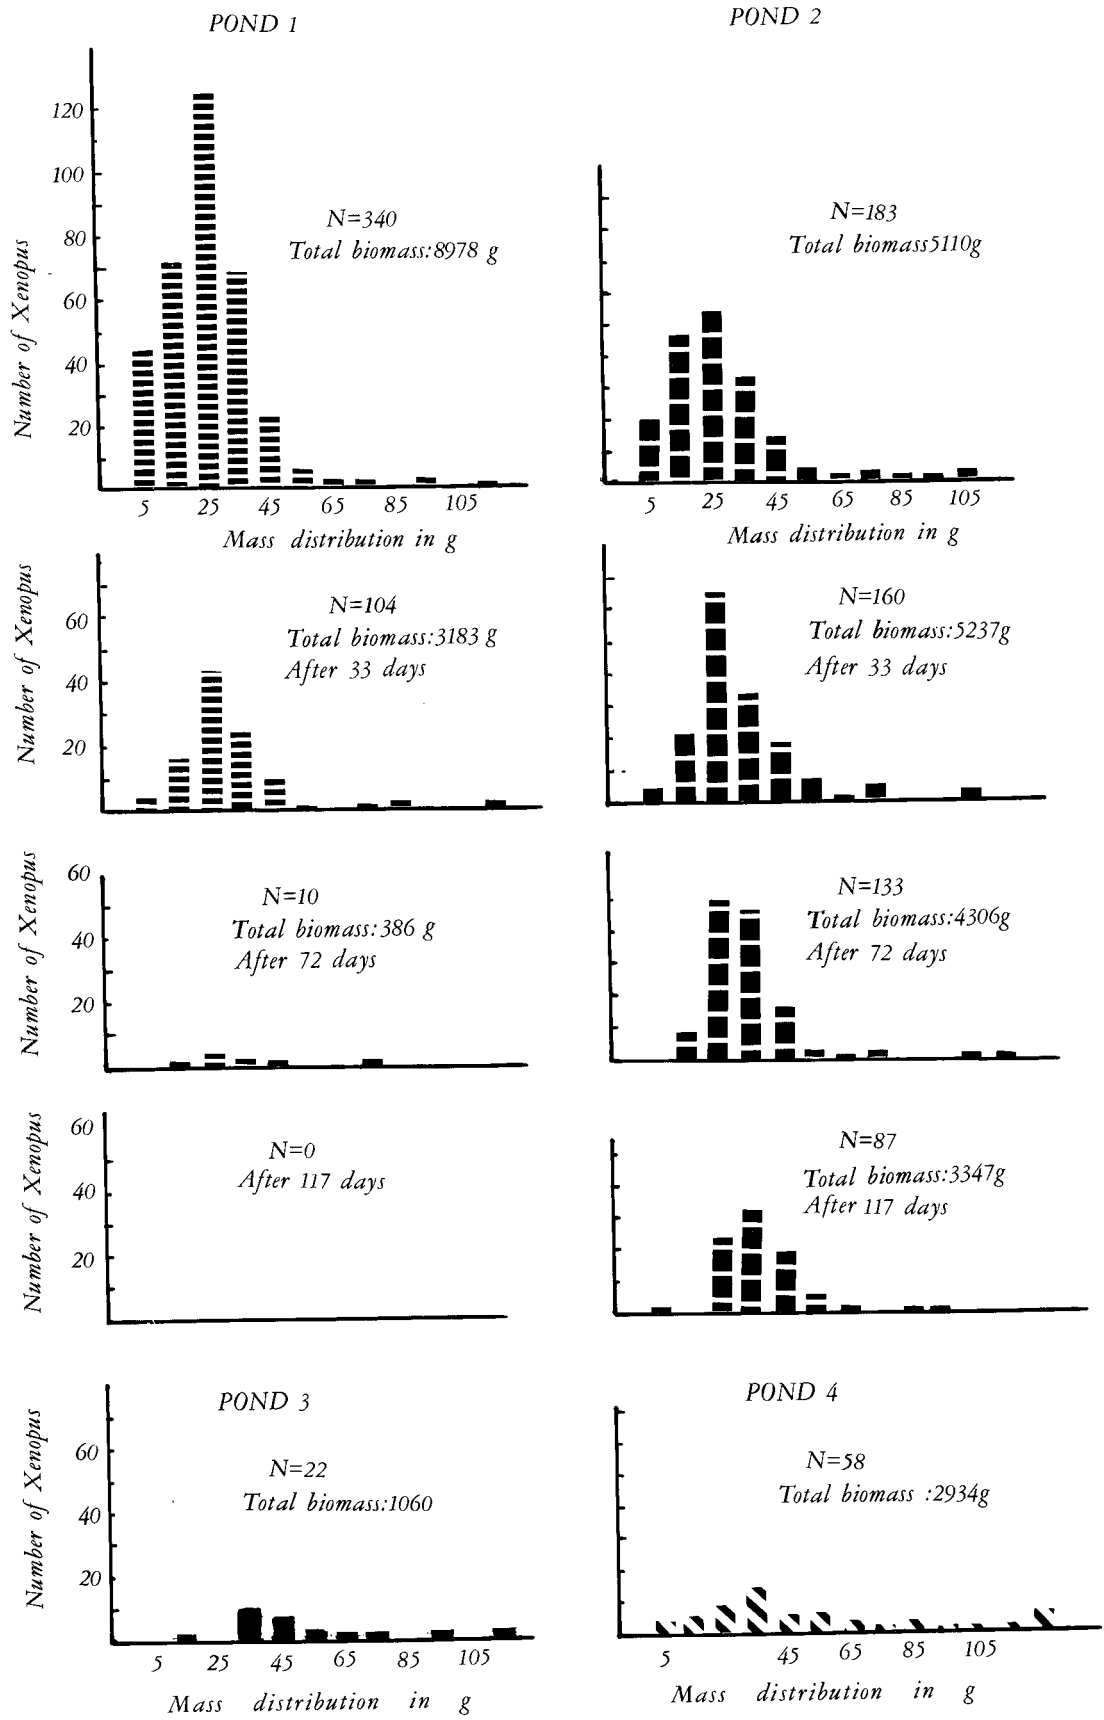 POND 1
Number of Xenopus
120
100
80
60
40
20
N=340
Total biomass:8978 g
5 25 45 65 105
Mass distribution in g
POND 2
N=183
Total biomass5110g
5 25 45 65 85 105
Mass distribution in g
Number of Xenopus
60
40
20
N=104
Total biomass:3183 g
After 33 days
N=160
Total biomass:5237g
After 33 days
Number of Xenopus
60
40
20
N=10
Total biomass:386 g
After 72 days
N=133
Total biomass:4306g
After 72 days
Number of Xenopus
60
40
20
N=0
After 117 days
N=87
Total biomass:3347g
After 117 days
POND 3
Number of Xenopus
60
40
20
N=22
Total biomass:1060
5 25 45 65 85 105
Mass distribution in g
POND 4
N=58
Total biomass :2934g
5 45 65 85 105
Mass distribution in g